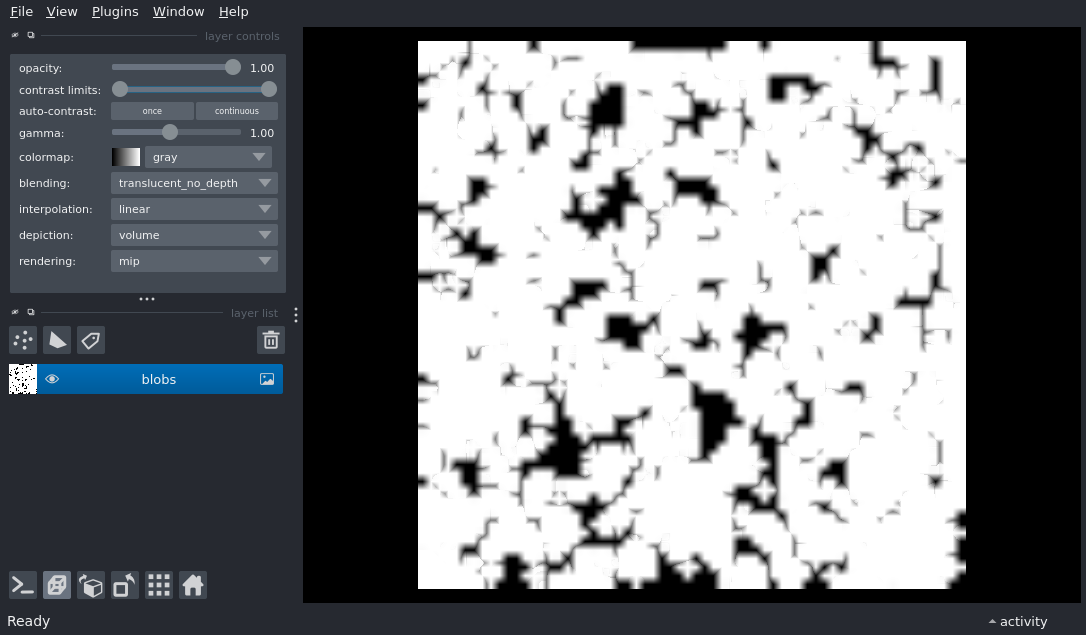 File View Plugins Window Help
layer controls
opacity: 1.00
contrast limits:
auto-contrast: once continuous
gamma: 1.00
colormap: gray
blending: translucent_no_depth
interpolation: linear
depiction: volume
rendering: mip
layer list
blobs
Ready activity